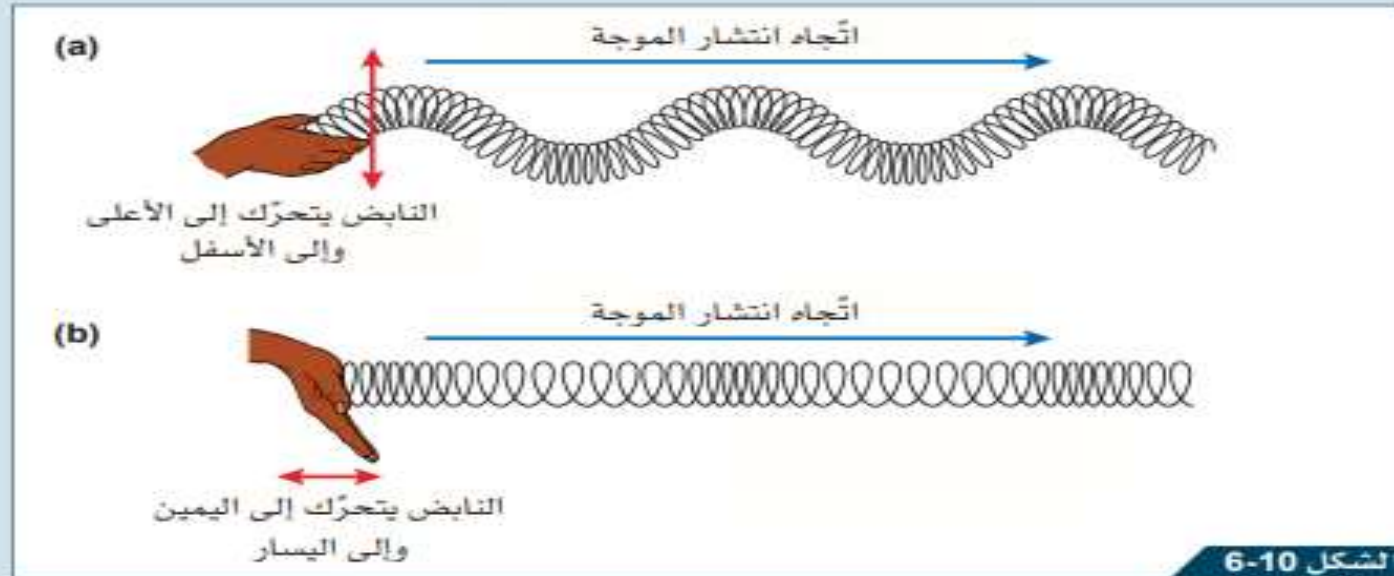 (a)
اتّجاه انتشار الموجة
النابض يتحرّك إلى الأعلى
وإلى الأسفل
(b)
اتّجاه انتشار الموجة
النابض يتحرّك إلى اليمين
وإلى اليسار
لشكل 10-6